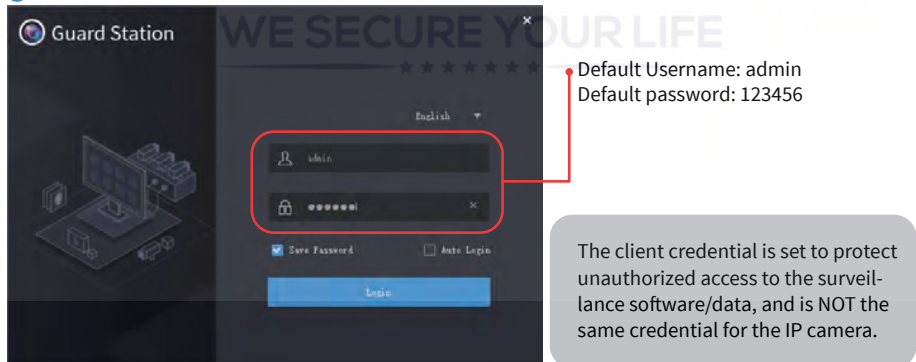 Guard Station
WE SECURE YOUR LIFE
×
English
admin
×
Save Password
Auto Login
Login
Default Username: admin
Default password: 123456
The client credential is set to protect
unauthorized access to the surveil-
lance software/data, and is NOT the
same credential for the IP camera.